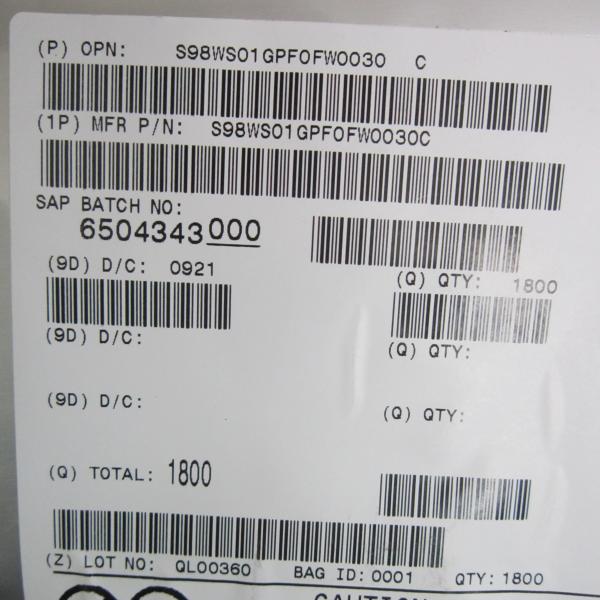 (P) OPN: S98WS01GPF0FW0030 C
(1P) MFR P/N: S98WS01GPF0FW0030C
SAP BATCH NO:
6504343000
(9D) D/C: 0921 (Q) QTY: 1800
(9D) D/C: (Q) QTY:
(9D) D/C: (Q) QTY:
(Q) TOTAL: 1800
(Z) LOT NO: QL00360 BAG ID: 0001 QTY: 1800